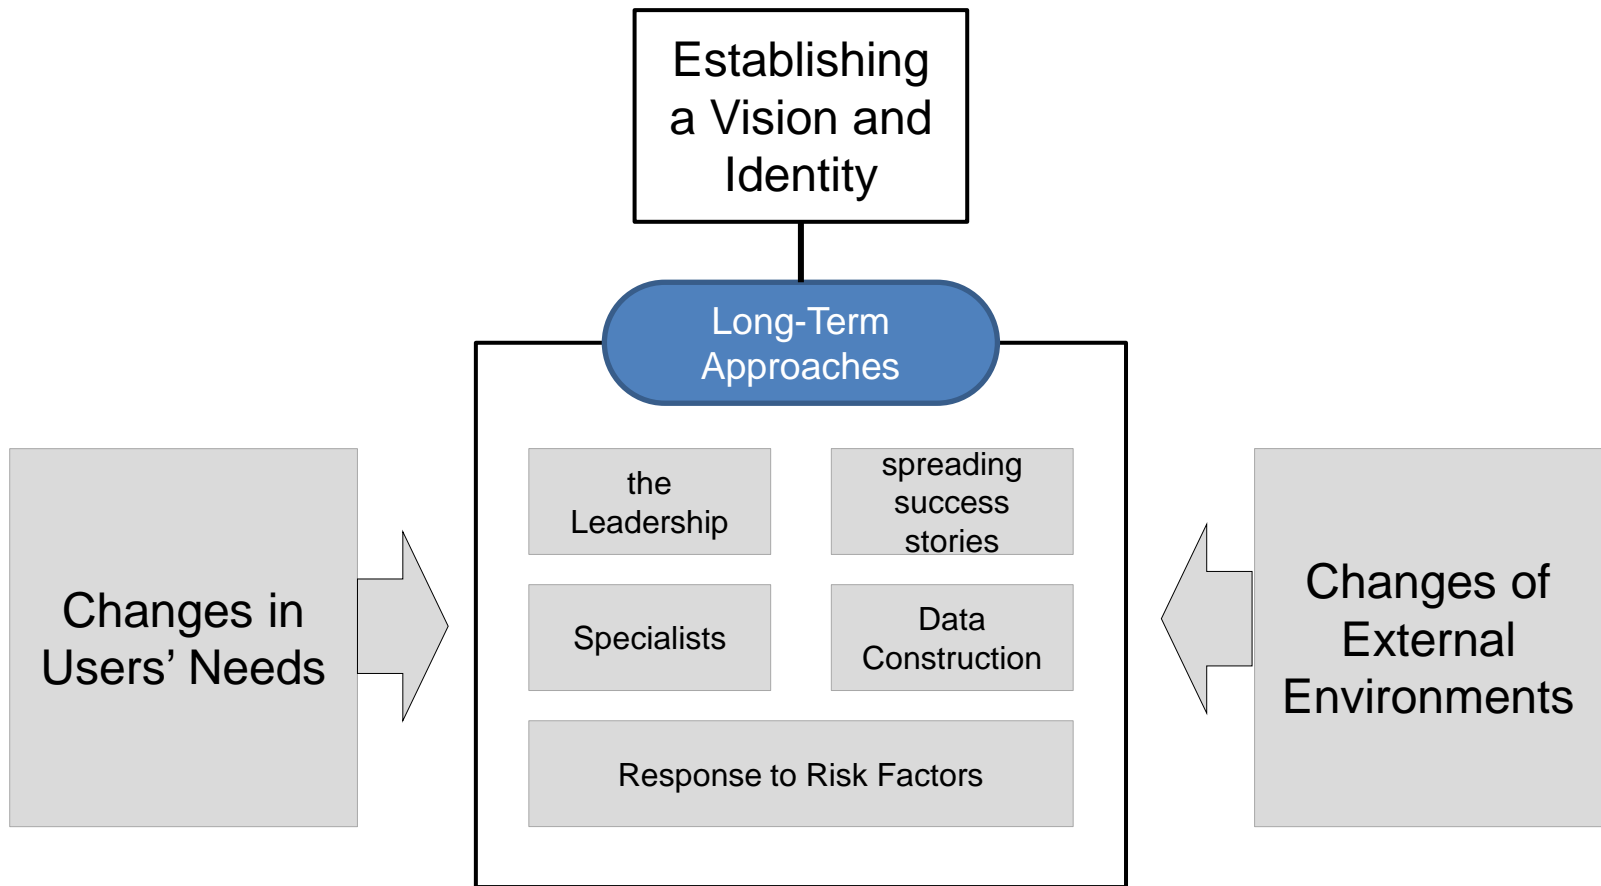 Establishing
a Vision and
Identity
Long-Term
Approaches
the
Leadership
spreading
success
stories
Specialists
Data
Construction
Response to Risk Factors
Changes in
Users’ Needs
Changes of
External
Environments